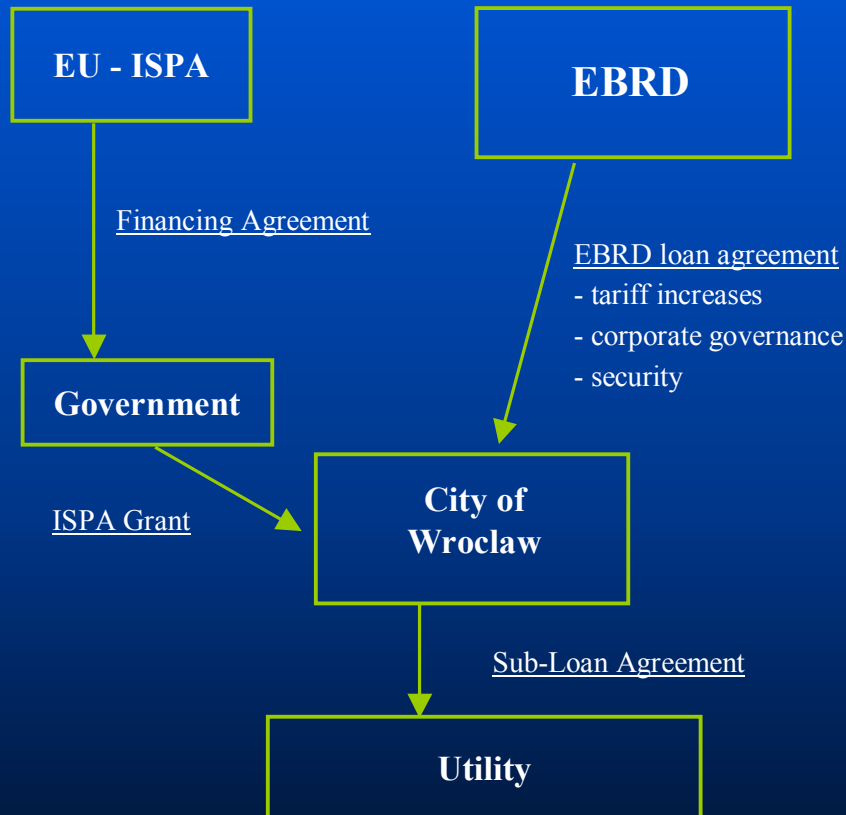 EU - ISPA
EBRD
Financing Agreement
EBRD loan agreement
- tariff increases
- corporate governance
- security
Government
ISPA Grant
City of
Wroclaw
Sub-Loan Agreement
Utility